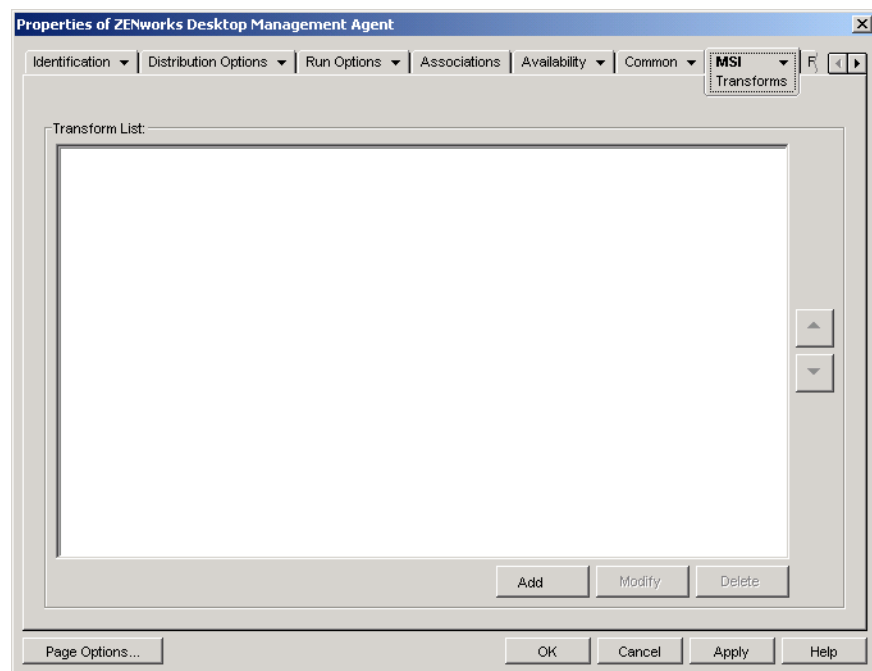 Properties of ZENworks Desktop Management Agent
Identification
Distribution Options
Run Options
Associations
Availability
Common
MSI
Transforms
Transform List:
Add
Modify
Delete
Page Options...
OK
Cancel
Apply
Help